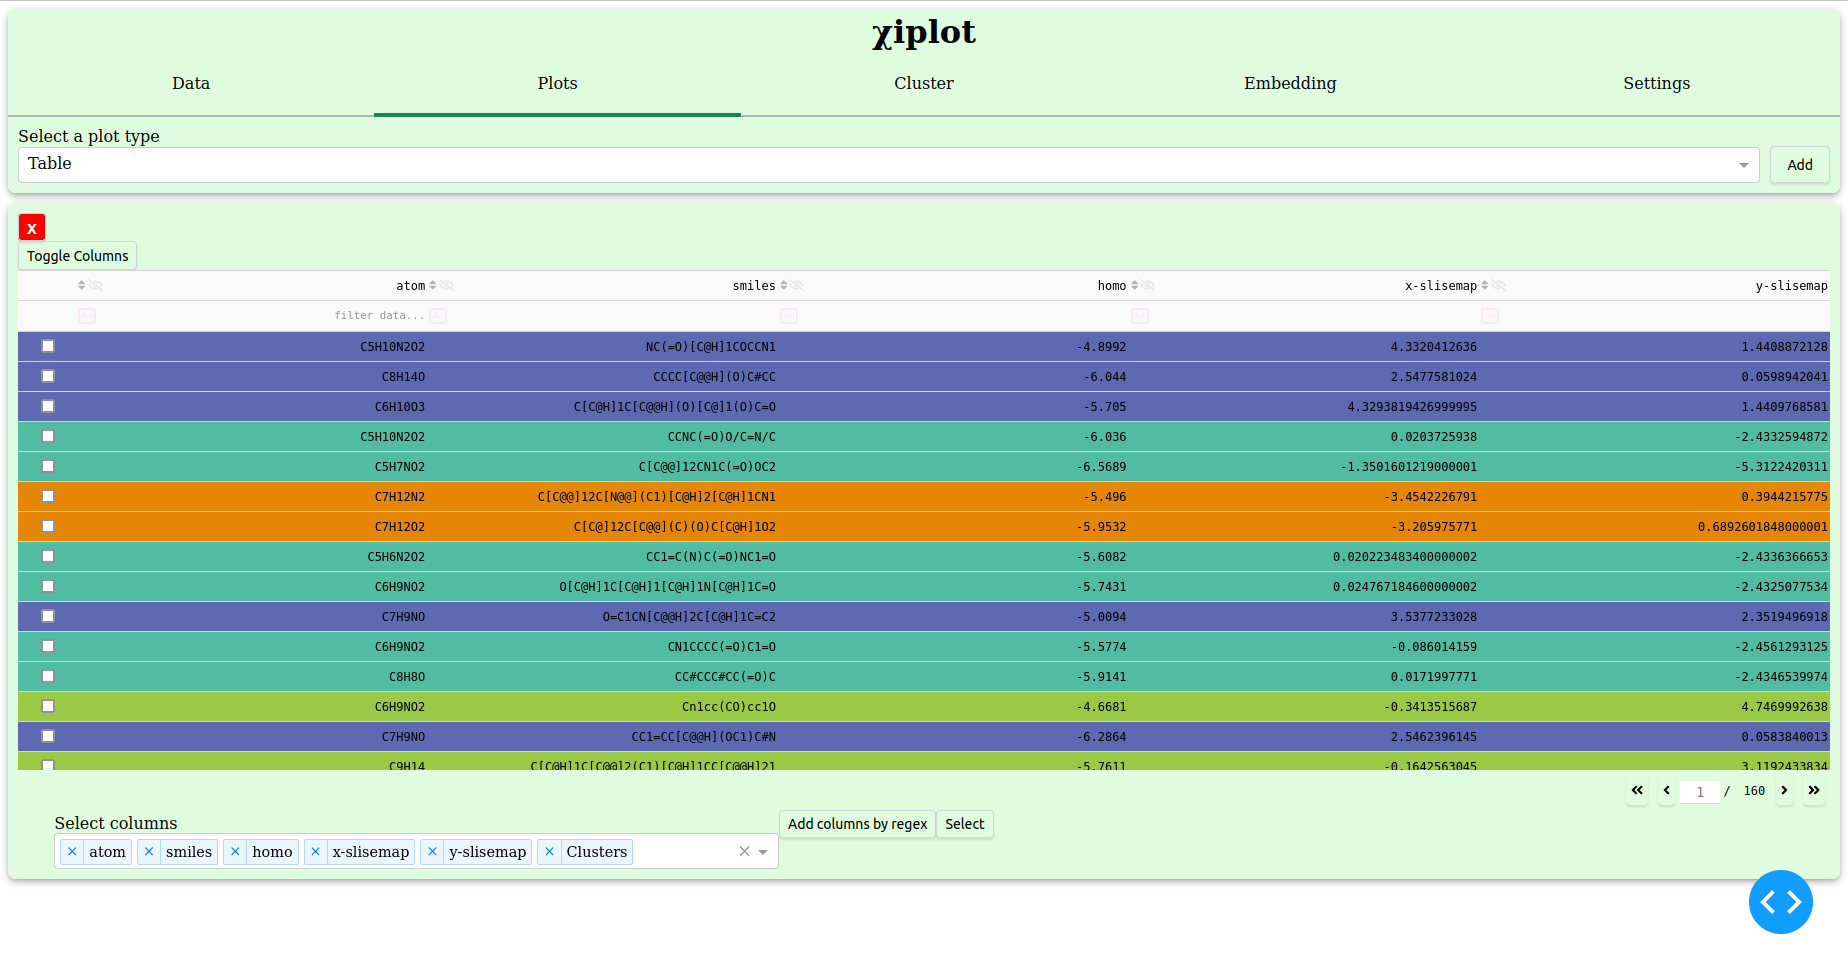 χiplot
Data Plots Cluster Embedding Settings
Select a plot type
Table Add
X
Toggle Columns
atom smiles homo x-slisemap y-slisemap
filter data...
C5H10N2O2 NC(=O)[C@H]1COCCN1 -4.8992 4.3320412636 1.4408872128
C8H14O CCCC[C@@H](O)C#CC -6.044 2.5477581024 0.0598942041
C6H10O3 C[C@H]1C[C@@H](O)[C@]1(O)C=O -5.705 4.3293819426999995 1.4409768581
C5H10N2O2 CCNC(=O)O/C=N/C -6.036 0.0203725938 -2.4332594872
C5H7NO2 C[C@@]12CN1C(=O)OC2 -6.5689 -1.3501601219000001 -5.3122420311
C7H12N2 C[C@@]12C[N@@](C1)[C@H]2[C@H]1CN1 -5.496 -3.4542226791 0.3944215775
C7H12O2 C[C@]12C[C@@](C)(O)C[C@H]1O2 -5.9532 -3.205975771 0.6892601848000001
C5H6N2O2 CC1=C(N)C(=O)NC1=O -5.6082 0.020223483400000002 -2.4336366653
C6H9NO2 O[C@H]1C[C@H]1[C@H]1N[C@H]1C=O -5.7431 0.024767184600000002 -2.4325077534
C7H9NO O=C1CN[C@@H]2C[C@H]1C=C2 -5.0094 3.5377233028 2.3519496918
C6H9NO2 CN1CCCC(=O)C1=O -5.5774 -0.086014159 -2.4561293125
C8H8O CC#CCC#CC(=O)C -5.9141 0.0171997771 -2.4346539974
C6H9NO2 Cn1cc(CO)cc1O -4.6681 -0.3413515687 4.7469992638
C7H9NO CC1=CC[C@@H](OC1)C#N -6.2864 2.5462396145 0.0583840013
C9H14 C[C@H]1C[C@@]2(C1)[C@H]1CC[C@@H]21 -5.7611 -0.1642563045 3.1192433834
1 / 160
Select columns Add columns by regex Select
× atom × smiles × homo × x-slisemap × y-slisemap × Clusters ×